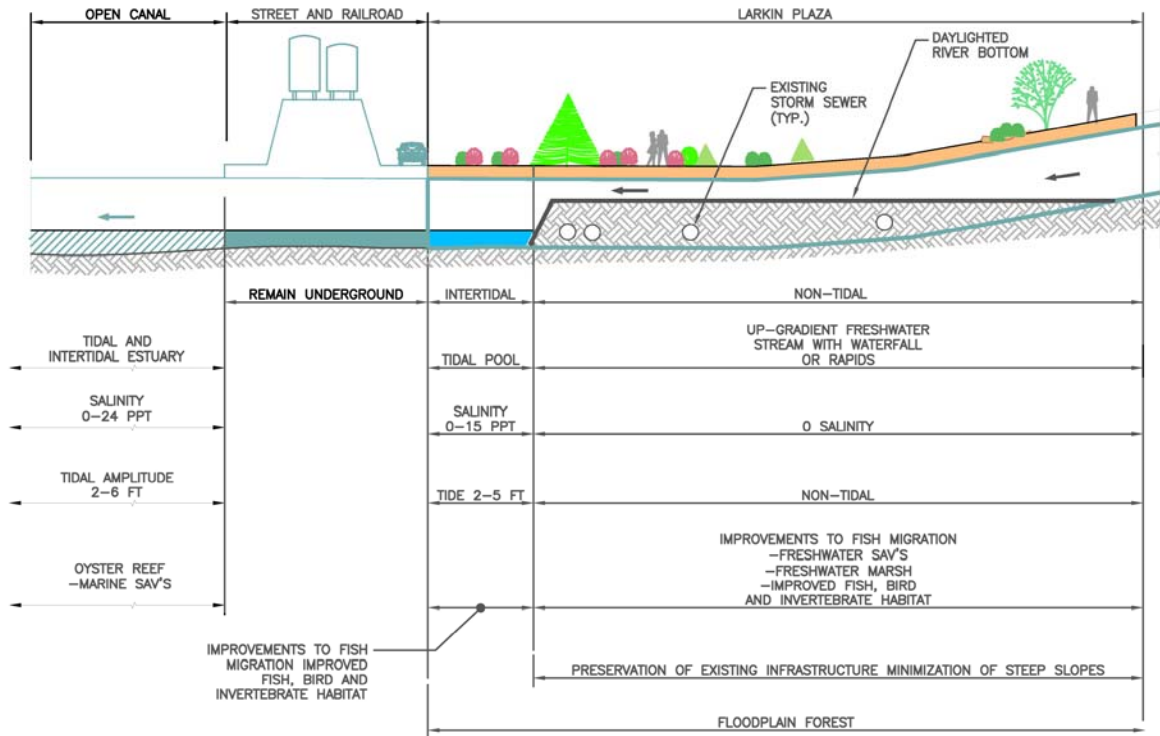 OPEN CANAL
STREET AND RAILROAD
LARKIN PLAZA
DAYLIGHTED
RIVER BOTTOM
EXISTING
STORM SEWER
(TYP.)
REMAIN UNDERGROUND
INTERTIDAL
NON-TIDAL
TIDAL AND
INTERTIDAL ESTUARY
TIDAL POOL
UP-GRADIENT FRESHWATER
STREAM WITH WATERFALL
OR RAPIDS
SALINITY
0-24 PPT
SALINITY
0-15 PPT
0 SALINITY
TIDAL AMPLITUDE
2-6 FT
TIDE 2-5 FT
NON-TIDAL
OYSTER REEF
-MARINE SAV'S
IMPROVEMENTS TO FISH MIGRATION
-FRESHWATER SAV'S
-FRESHWATER MARSH
-IMPROVED FISH, BIRD
AND INVERTEBRATE HABITAT
IMPROVEMENTS TO FISH
MIGRATION IMPROVED
FISH, BIRD AND
INVERTEBRATE HABITAT
PRESERVATION OF EXISTING INFRASTRUCTURE MINIMIZATION OF STEEP SLOPES
FLOODPLAIN FOREST